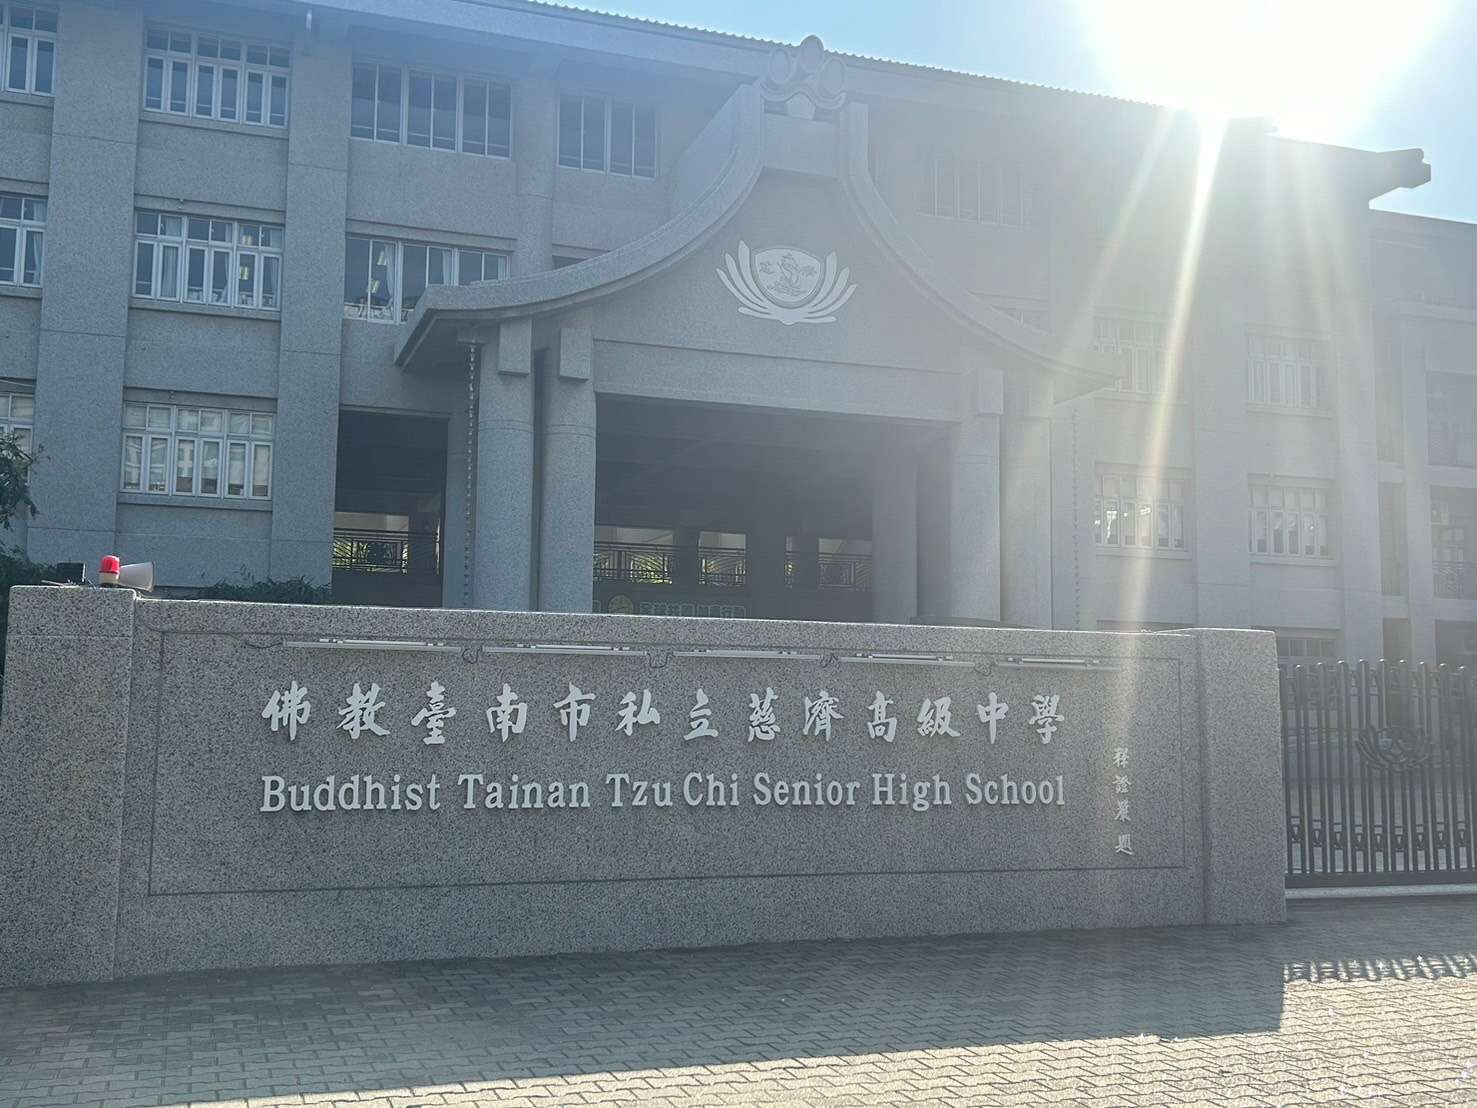 佛教臺南市私立慈濟高級中學
Buddhist Tainan Tzu Chi Senior High School
釋證嚴題